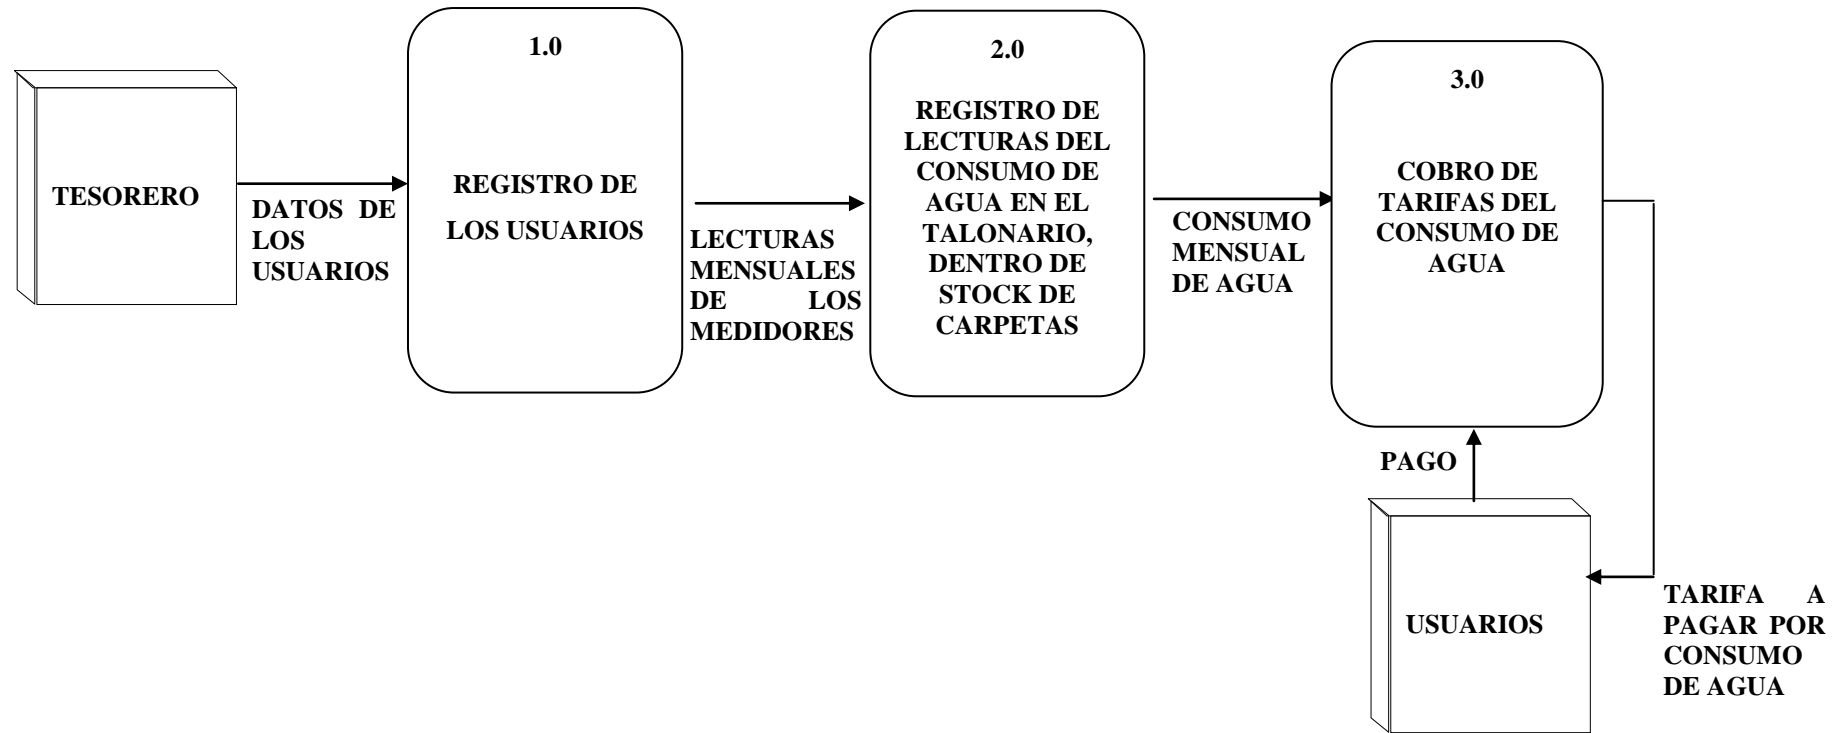 TESORERO
DATOS DE
LOS
USUARIOS
1.0
REGISTRO DE
LOS USUARIOS
LECTURAS
MENSUALES
DE LOS
MEDIDORES
2.0
REGISTRO DE
LECTURAS DEL
CONSUMO DE
AGUA EN EL
TALONARIO,
DENTRO DE
STOCK DE
CARPETAS
CONSUMO
MENSUAL
DE AGUA
3.0
COBRO DE
TARIFAS DEL
CONSUMO DE
AGUA
PAGO
USUARIOS
TARIFA A
PAGAR POR
CONSUMO
DE AGUA